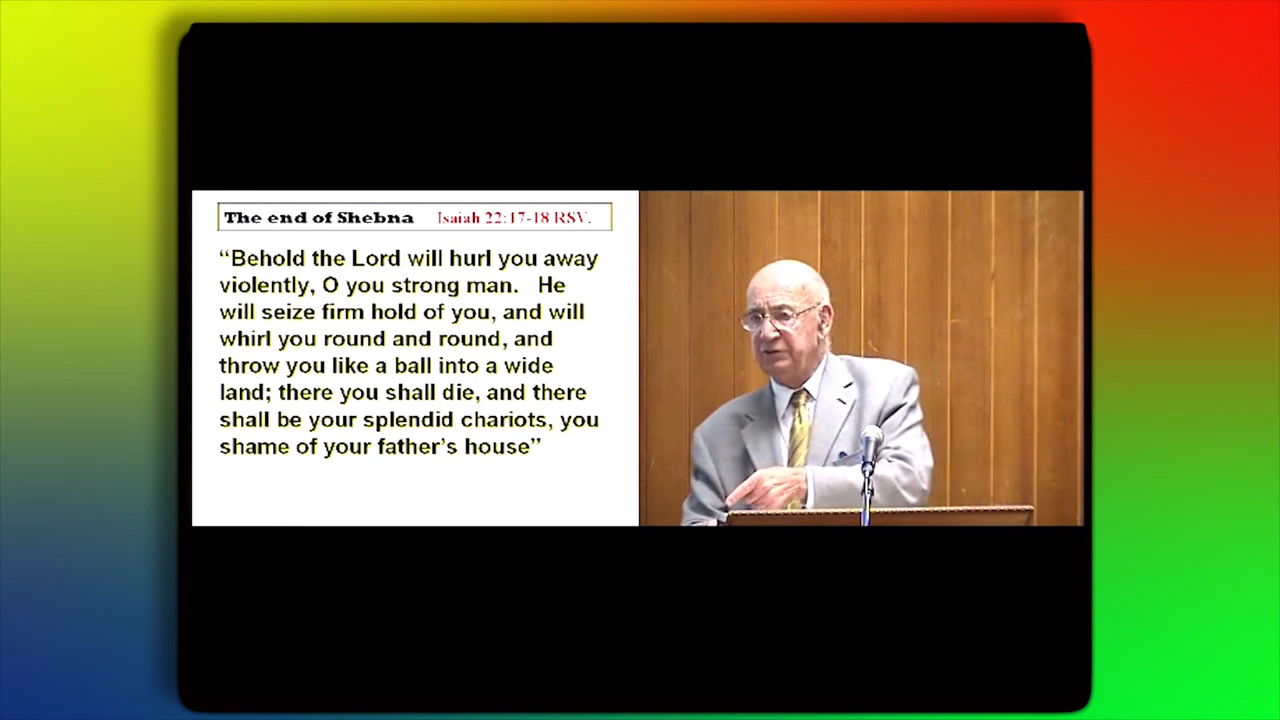 The end of Shebna Isaiah 22:17-18 RSV.
“Behold the Lord will hurl you away
violently, O you strong man. He
will seize firm hold of you, and will
whirl you round and round, and
throw you like a ball into a wide
land; there you shall die, and there
shall be your splendid chariots, you
shame of your father’s house”